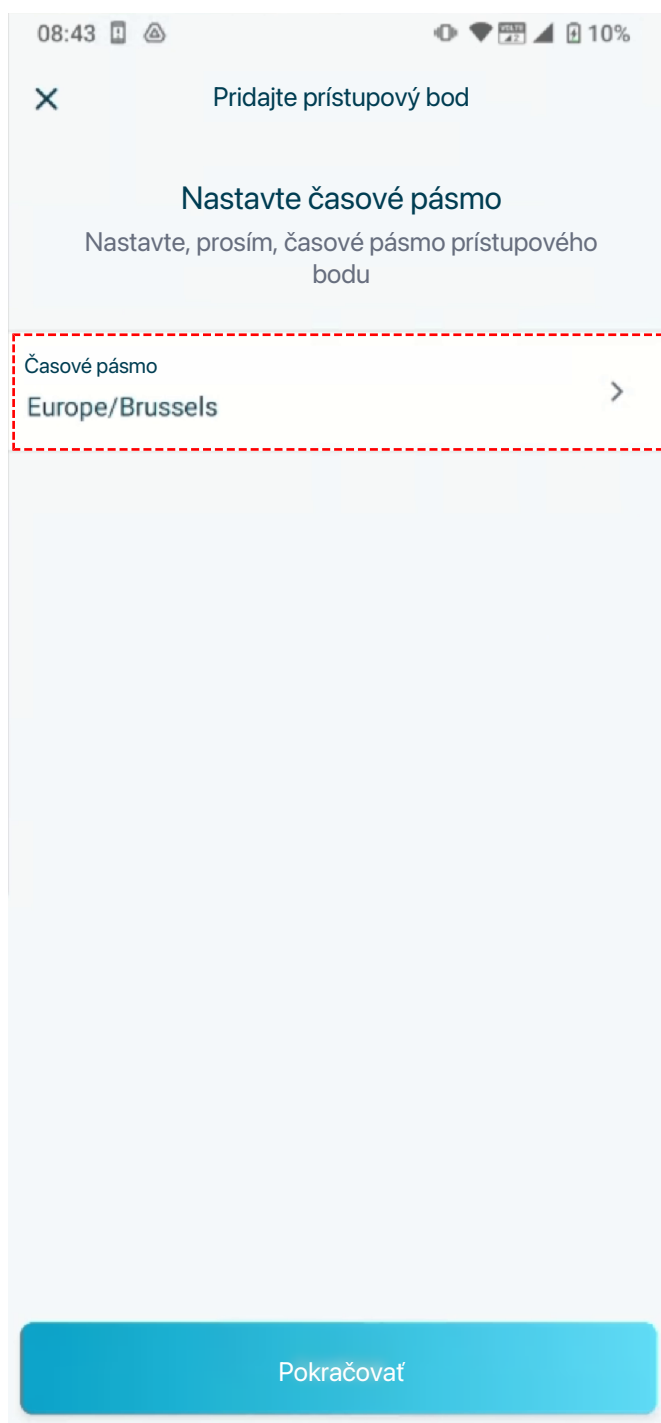 08:43 10%
Pridajte prístupový bod
Nastavte časové pásmo
Nastavte, prosím, časové pásmo prístupového
bodu
Časové pásmo
Europe/Brussels
Pokračovať